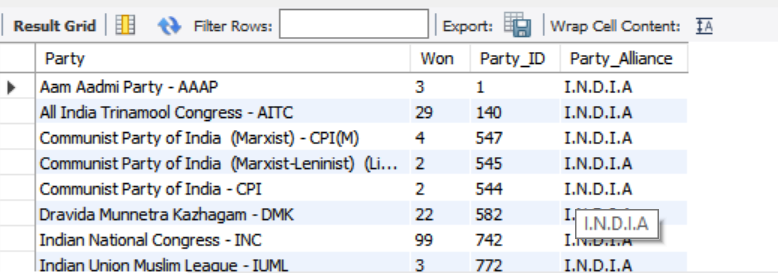 Result Grid Filter Rows: Export: Wrap Cell Content: IA
Party Won Party_ID Party_Alliance
Aam Aadmi Party - AAAP 3 1 I.N.D.I.A
All India Trinamool Congress - AITC 29 140 I.N.D.I.A
Communist Party of India (Marxist) - CPI(M) 4 547 I.N.D.I.A
Communist Party of India (Marxist-Leninist) (Li... 2 545 I.N.D.I.A
Communist Party of India - CPI 2 544 I.N.D.I.A
Dravida Munnetra Kazhagam - DMK 22 582 I.N.D.I.A
Indian National Congress - INC 99 742 I.N.D.I.A
Indian Union Muslim League - IUML 3 772 I.N.D.I.A